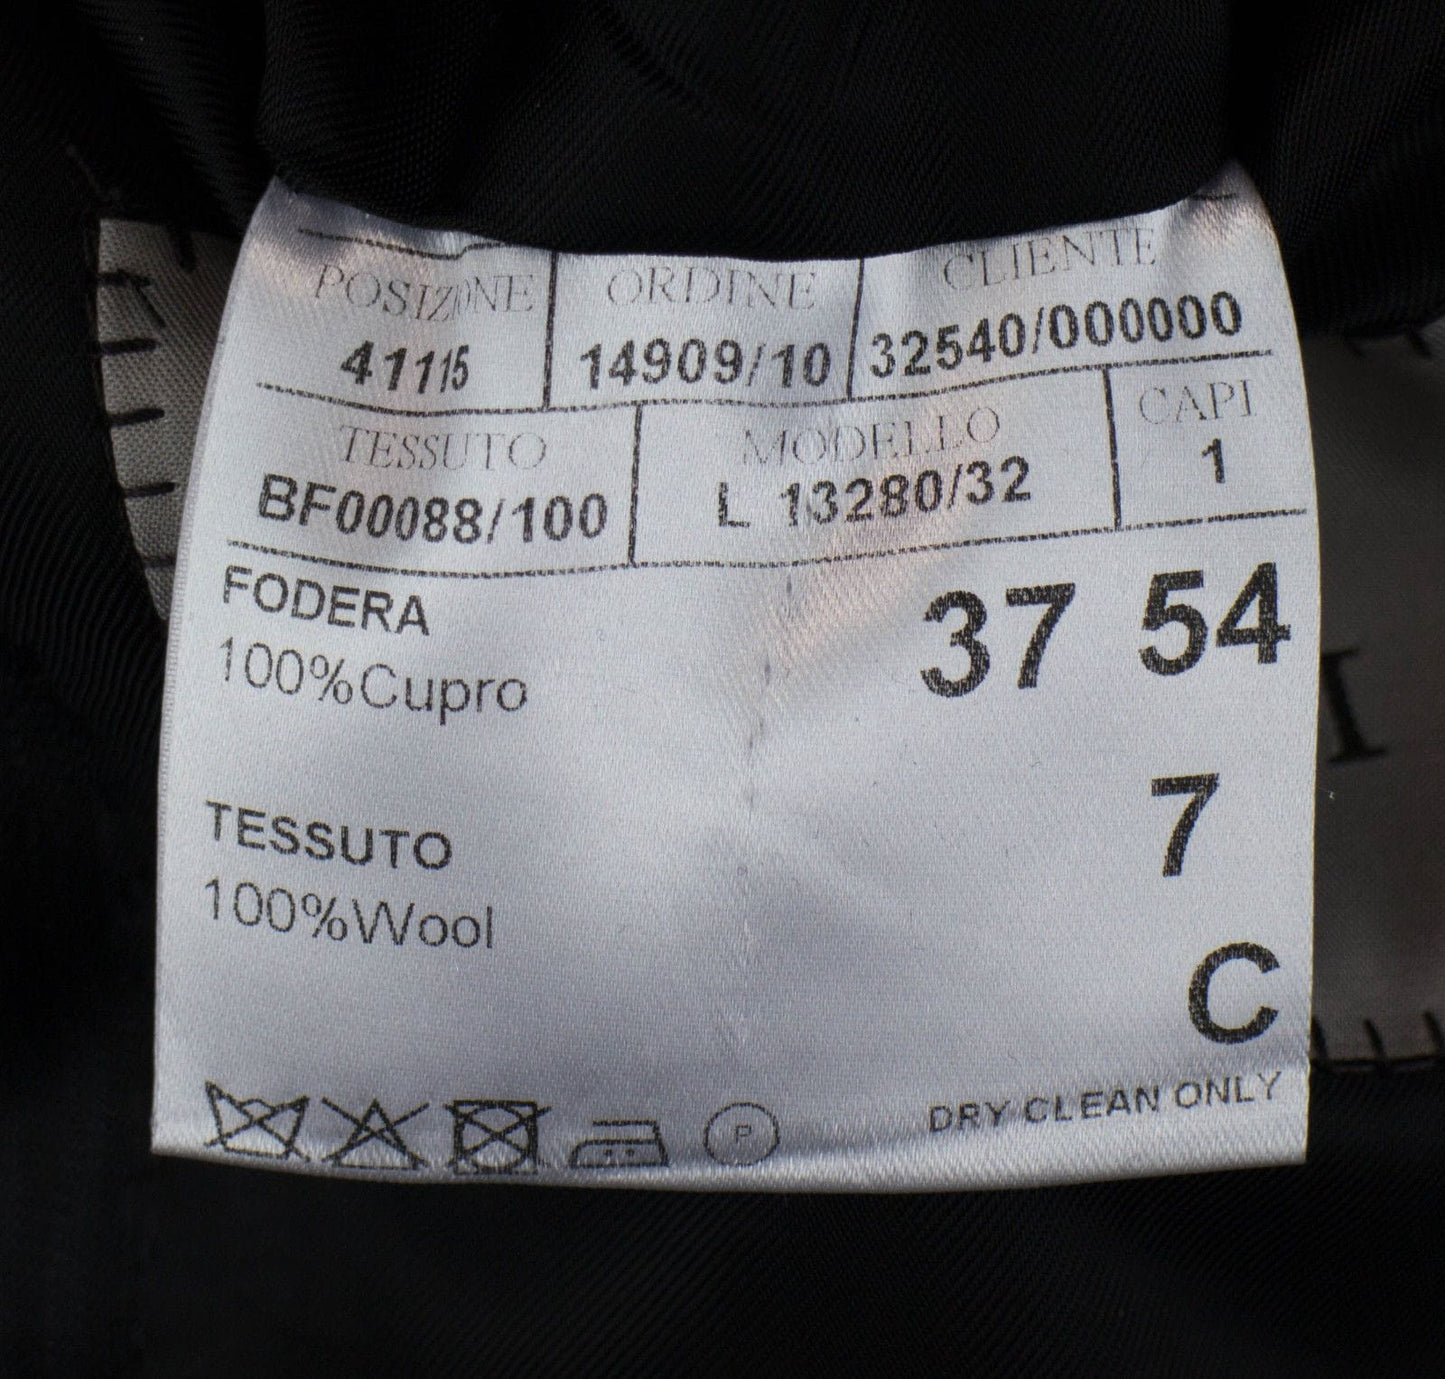 POSIZIONE ORDINE CLIENTE
41115 14909/10 32540/000000
TESSUTO MODELLO CAPI
BF00088/100 L 13280/32 1
FODERA
100%Cupro
37 54
7
TESSUTO
100%Wool
C
P
DRY CLEAN ONLY
I